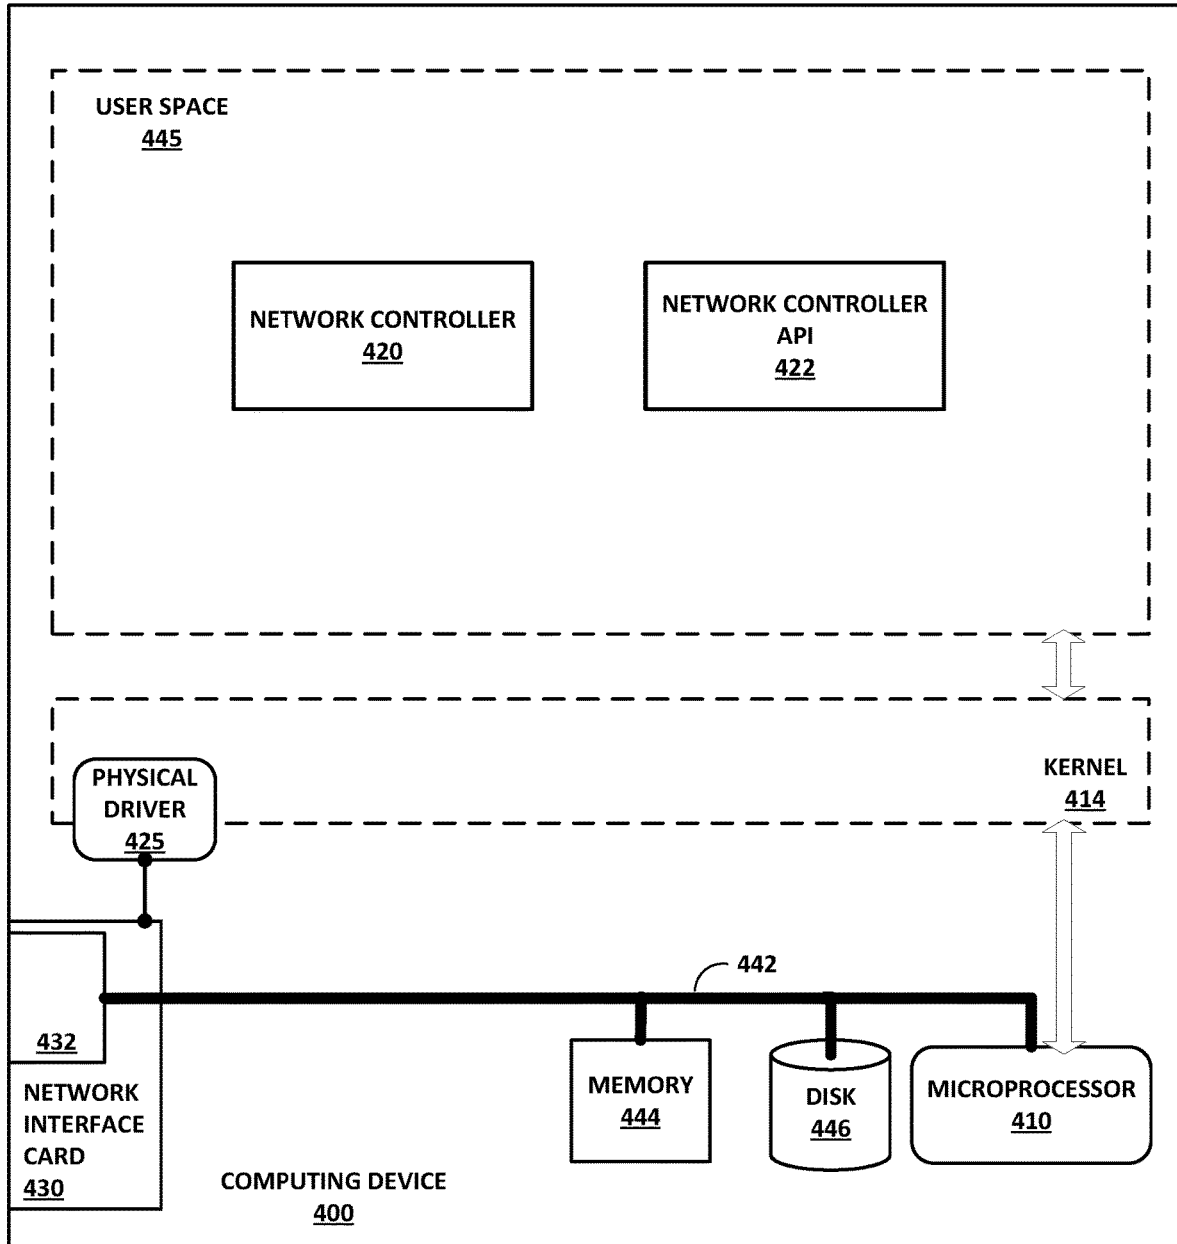 USER SPACE
445
NETWORK CONTROLLER
420
NETWORK CONTROLLER
API
422
PHYSICAL
DRIVER
425
KERNEL
414
442
432
NETWORK
INTERFACE
CARD
430
MEMORY
444
DISK
446
MICROPROCESSOR
410
COMPUTING DEVICE
400